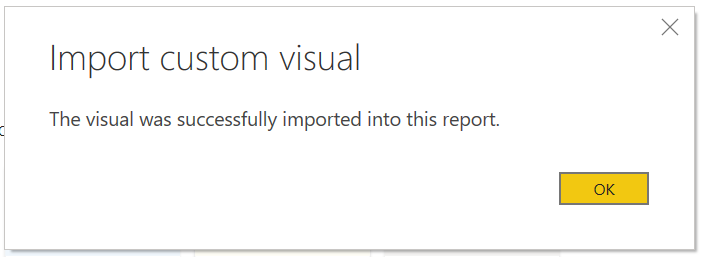 Import custom visual
The visual was successfully imported into this report.
OK